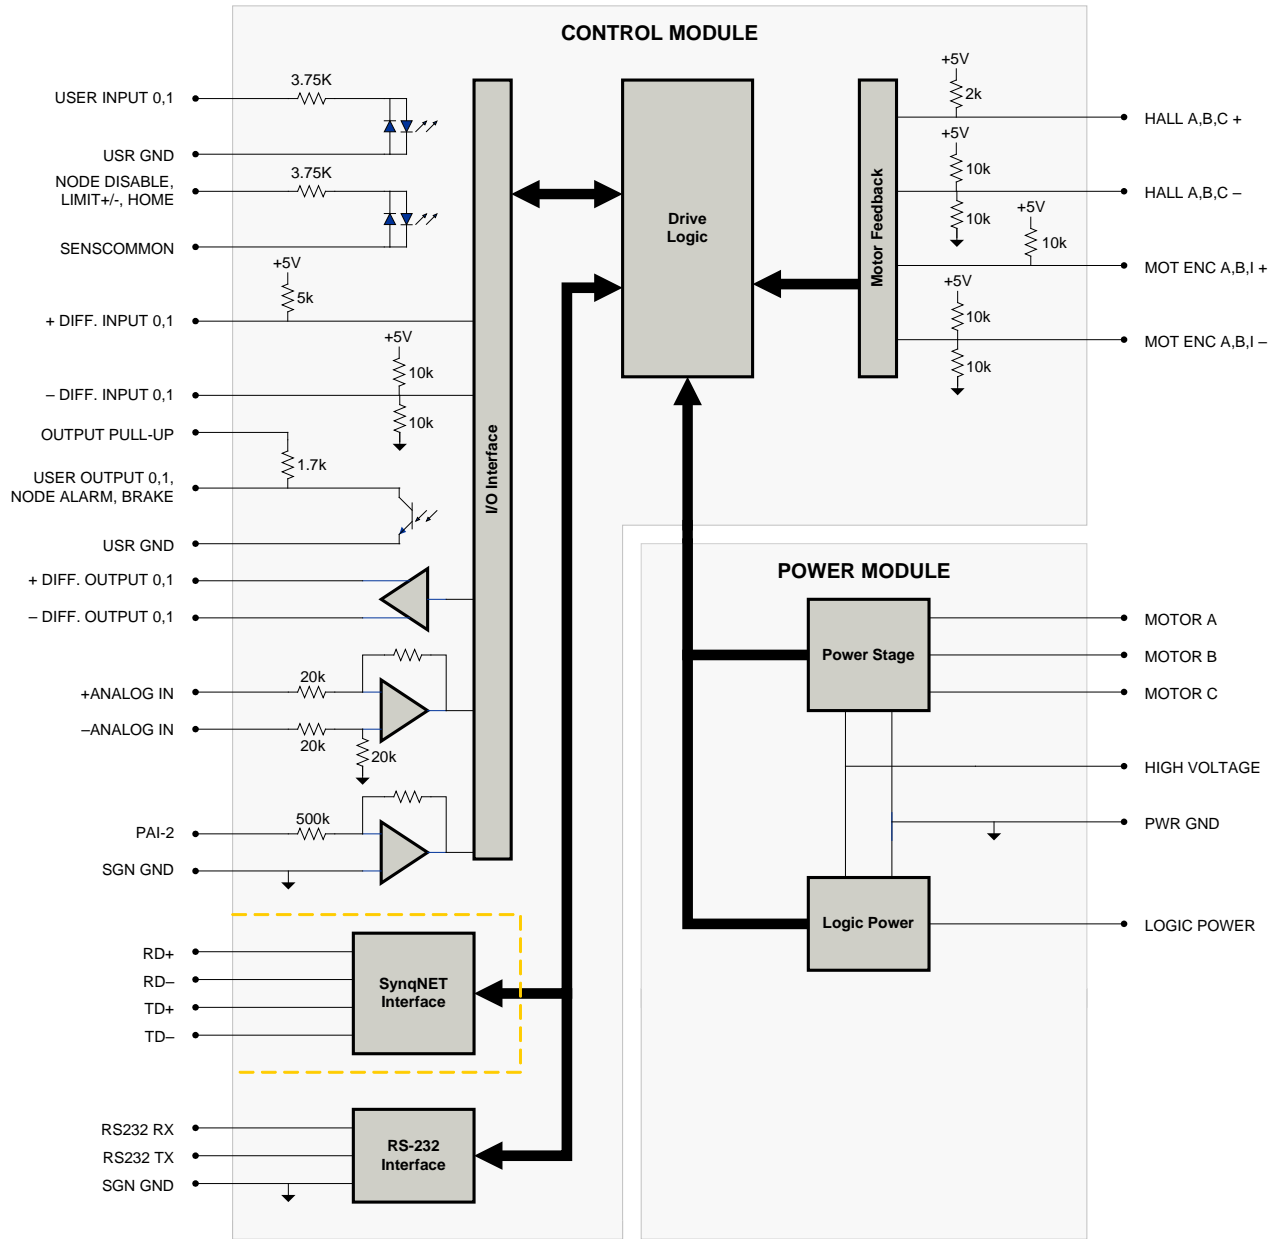 CONTROL MODULE
3.75K
USER INPUT 0,1
USR GND
NODE DISABLE,
LIMIT+/-, HOME
3.75K
SENSCOMMON
+5V
5k
+ DIFF. INPUT 0,1
+5V
10k
– DIFF. INPUT 0,1
10k
OUTPUT PULL-UP
1.7k
USER OUTPUT 0,1,
NODE ALARM, BRAKE
USR GND
+ DIFF. OUTPUT 0,1
– DIFF. OUTPUT 0,1
20k
+ANALOG IN
–ANALOG IN
20k
20k
500k
PAI-2
SGN GND
I/O Interface
RD+
RD–
TD+
TD–
SynqNET
Interface
RS232 RX
RS232 TX
SGN GND
RS-232
Interface
Drive
Logic
Motor Feedback
+5V
2k
HALL A,B,C +
+5V
10k
HALL A,B,C –
10k
+5V
10k
MOT ENC A,B,I +
+5V
10k
MOT ENC A,B,I –
10k
POWER MODULE
Power Stage
MOTOR A
MOTOR B
MOTOR C
HIGH VOLTAGE
PWR GND
Logic Power
LOGIC POWER